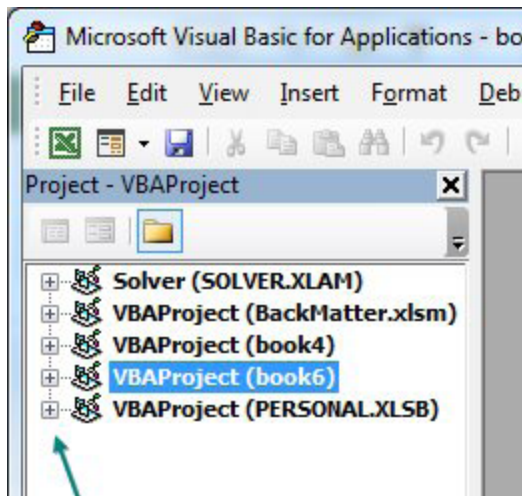 Microsoft Visual Basic for Applications - bo
File Edit View Insert Format Deb
Project - VBAProject
Solver (SOLVER.XLAM)
VBAProject (BackMatter.xlsm)
VBAProject (book4)
VBAProject (book6)
VBAProject (PERSONAL.XLSB)